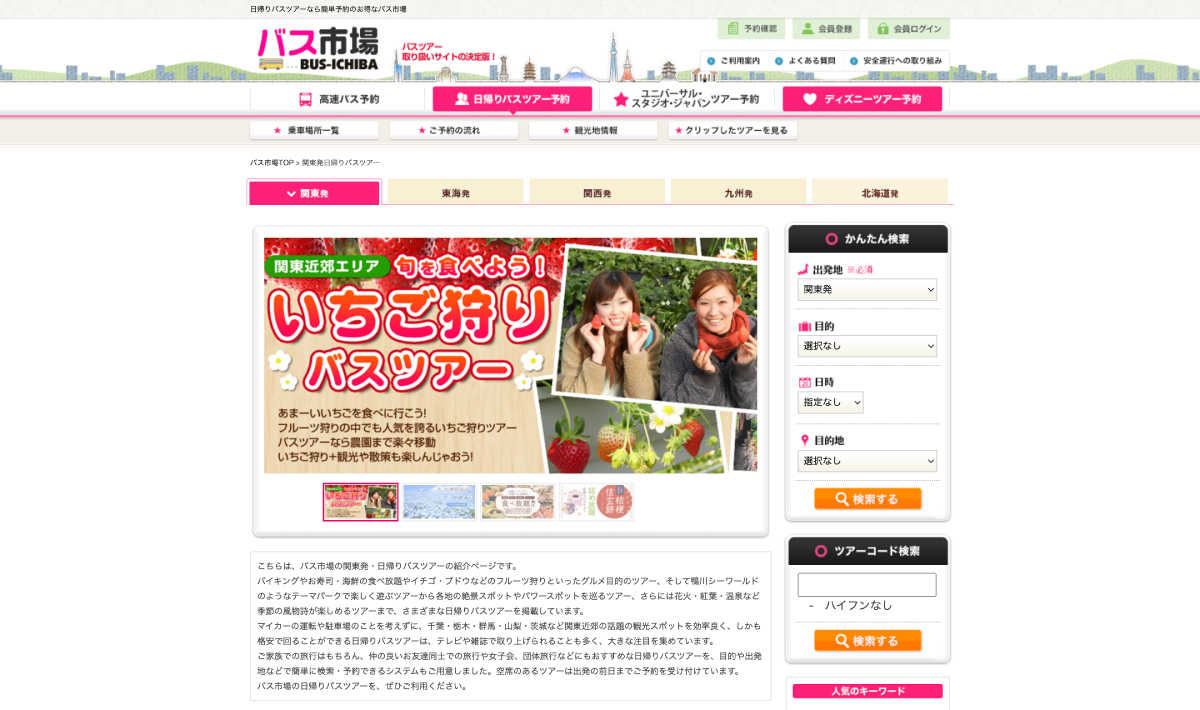 日帰りバスツアーなら簡単予約のお得なバス市場
予約確認
会員登録
会員ログイン
バス市場
BUS-ICHIBA
バスツアー
取り扱いサイトの決定版！
ご利用案内
よくある質問
安全運行への取り組み
高速バス予約
日帰りバスツアー予約
ユニバーサル・スタジオ・ジャパンツアー予約
ディズニーツアー予約
乗車場所一覧
ご予約の流れ
観光地情報
クリップしたツアーを見る
バス市場TOP > 関東発日帰りバスツアー
関東発
東海発
関西発
九州発
北海道発
関東近郊エリア 旬を食べよう！
いちご狩り
バスツアー
あまーいいちごを食べに行こう!
フルーツ狩りの中でも人気を誇るいちご狩りツアー
バスツアーなら農園まで楽々移動
いちご狩り+観光や散策も楽しんじゃおう!
いちご狩り
バスツアー
食べ放題
詰め放題
桔梗
信玄餅
こちらは、バス市場の関東発・日帰りバスツアーの紹介ページです。
バイキングやお寿司・海鮮の食べ放題やイチゴ・ブドウなどのフルーツ狩りといったグルメ目的のツアー、そして鴨川シーワールド
のようなテーマパークで楽しく遊ぶツアーから各地の絶景スポットやパワースポットを巡るツアー、さらには花火・紅葉・温泉など
季節の風物詩が楽しめるツアーまで、さまざまな日帰りバスツアーを掲載しています。
マイカーの運転や駐車場のことを考えずに、千葉・栃木・群馬・山梨・茨城など関東近郊の話題の観光スポットを効率良く、しかも
格安で回ることができる日帰りバスツアーは、テレビや雑誌で取り上げられることも多く、大きな注目を集めています。
ご家族での旅行はもちろん、仲の良いお友達同士での旅行や女子会、団体旅行などにもおすすめな日帰りバスツアーを、目的や出発
地などで簡単に検索・予約できるシステムもご用意しました。空席のあるツアーは出発の前日までご予約を受け付けています。
バス市場の日帰りバスツアーを、ぜひご利用ください。
かんたん検索
出発地 ※必須
関東発
目的
選択なし
日時
指定なし
目的地
選択なし
検索する
ツアーコード検索
- ハイフンなし
検索する
人気のキーワード